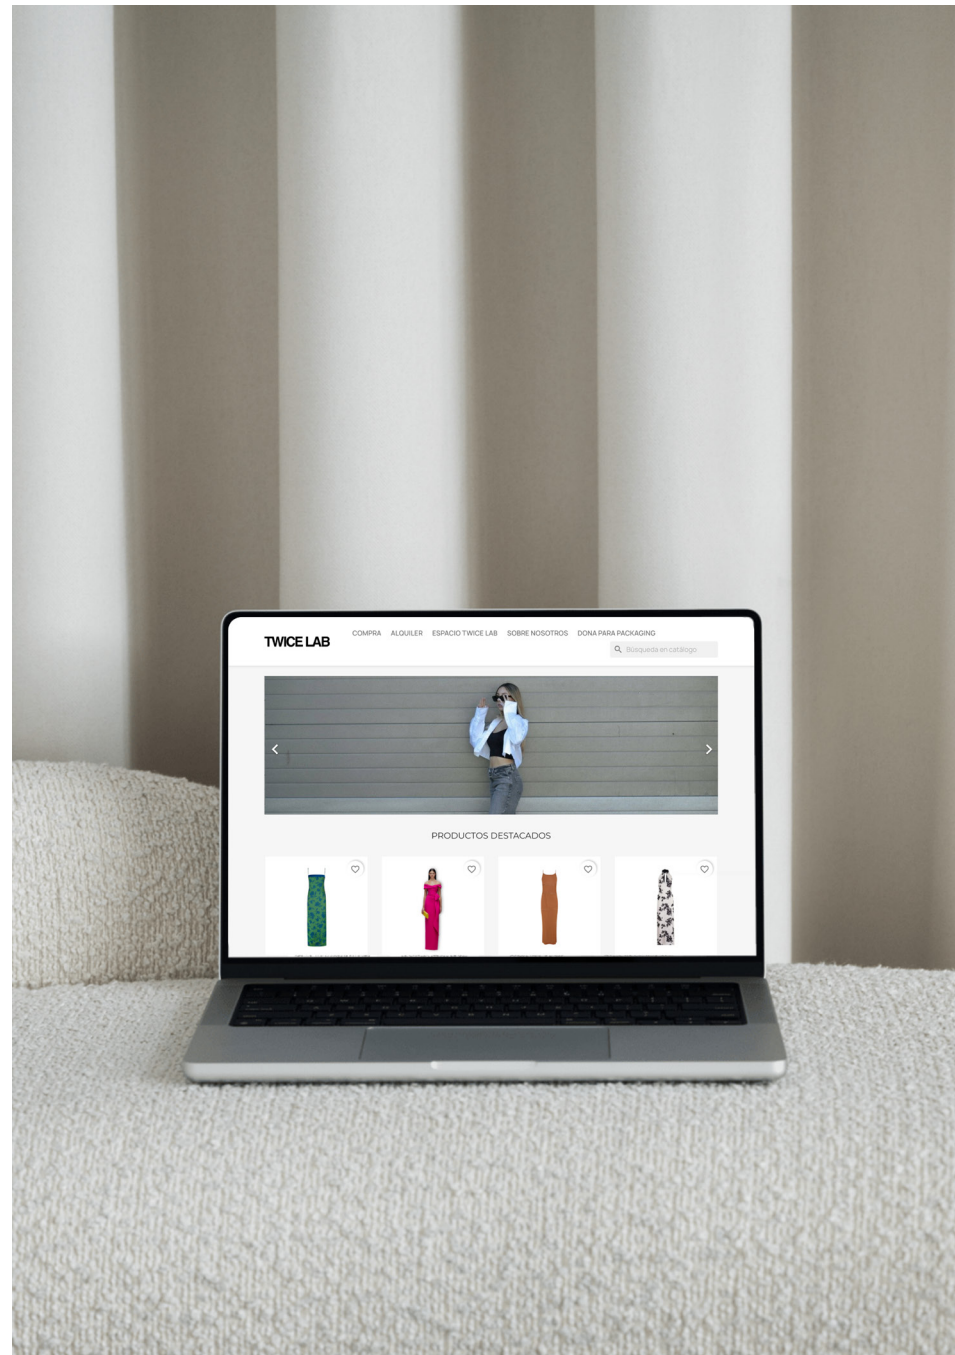 TWICE LAB
COMPRA ALQUILER ESPACIO TWICE LAB SOBRE NOSOTROS DONA PARA PACKAGING
Búsqueda en catálogo
PRODUCTOS DESTACADOS